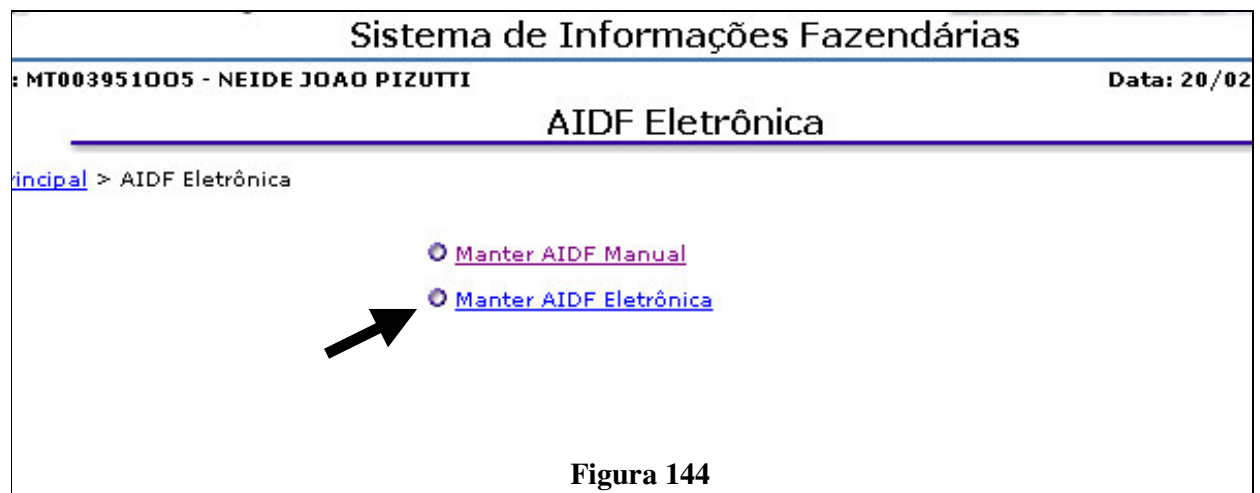 Sistema de Informações Fazendárias
: MT003951005 - NEIDE JOAO PIZUTTI Data: 20/02
AIDF Eletrônica
rincipal > AIDF Eletrônica
Manter AIDF Manual
Manter AIDF Eletrônica
Figura 144